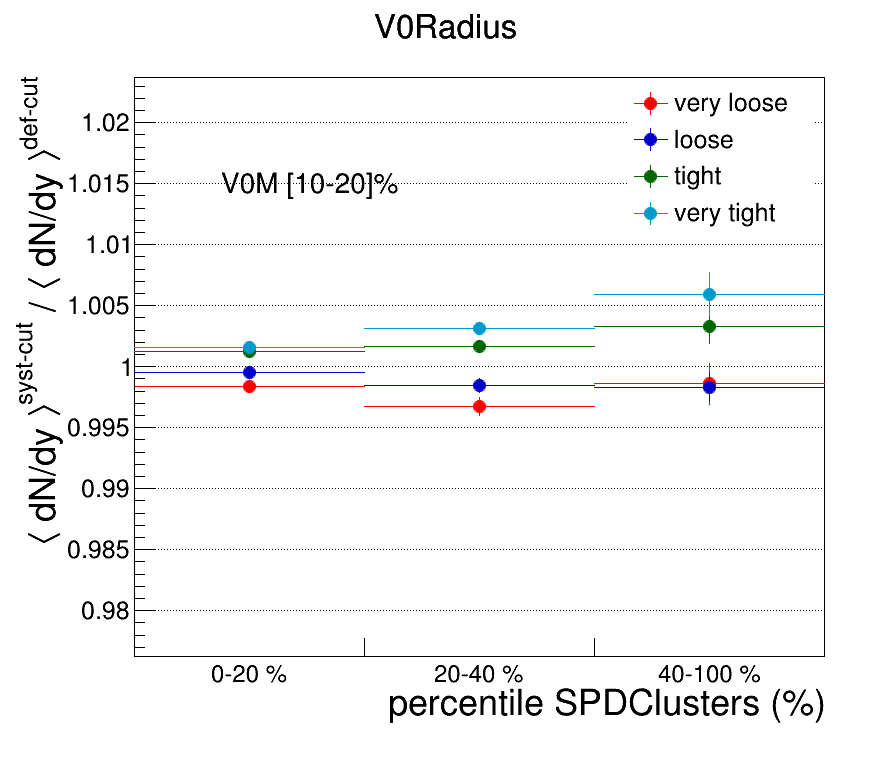 V0Radius
⟨ dN/dy ⟩^syst-cut / ⟨ dN/dy ⟩^def-cut
1.02
1.015
1.01
1.005
1
0.995
0.99
0.985
0.98
V0M [10-20]%
very loose
loose
tight
very tight
0-20 %
20-40 %
40-100 %
percentile SPDClusters (%)